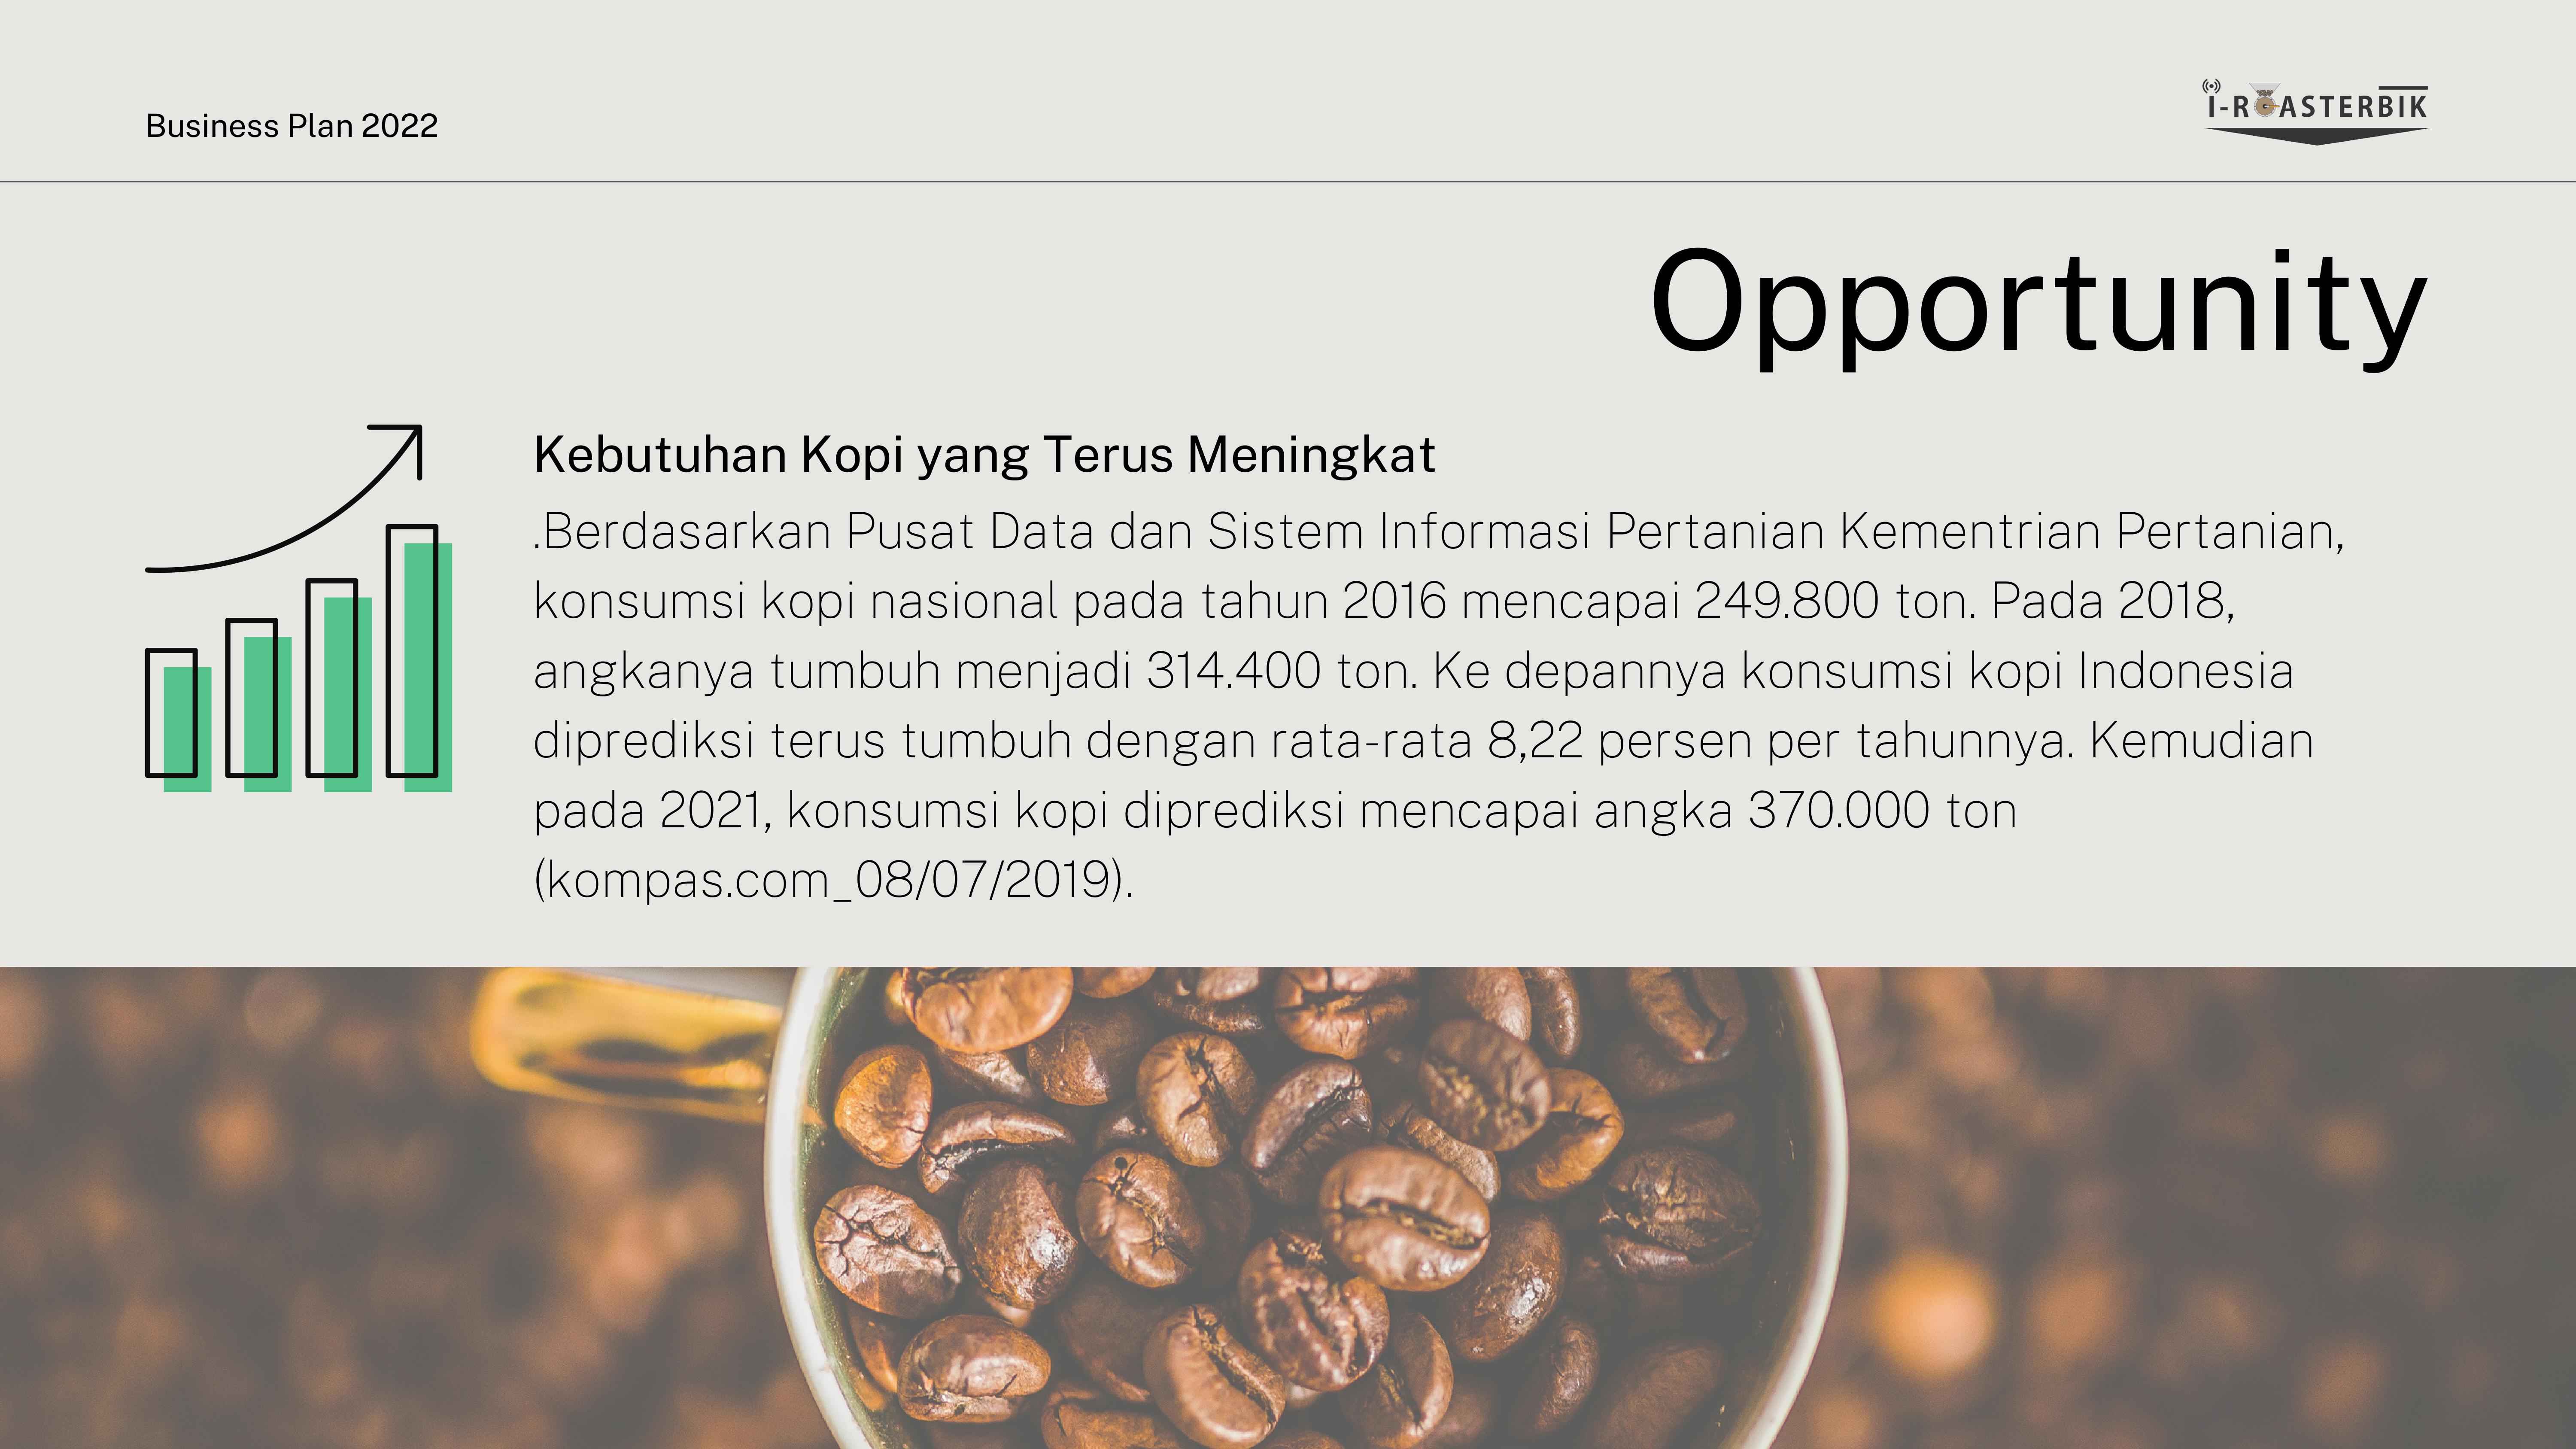 Business Plan 2022
I-ROASTERBIK
Opportunity
Kebutuhan Kopi yang Terus Meningkat
.Berdasarkan Pusat Data dan Sistem Informasi Pertanian Kementrian Pertanian,
konsumsi kopi nasional pada tahun 2016 mencapai 249.800 ton. Pada 2018,
angkanya tumbuh menjadi 314.400 ton. Ke depannya konsumsi kopi Indonesia
diprediksi terus tumbuh dengan rata-rata 8,22 persen per tahunnya. Kemudian
pada 2021, konsumsi kopi diprediksi mencapai angka 370.000 ton
(kompas.com_08/07/2019).